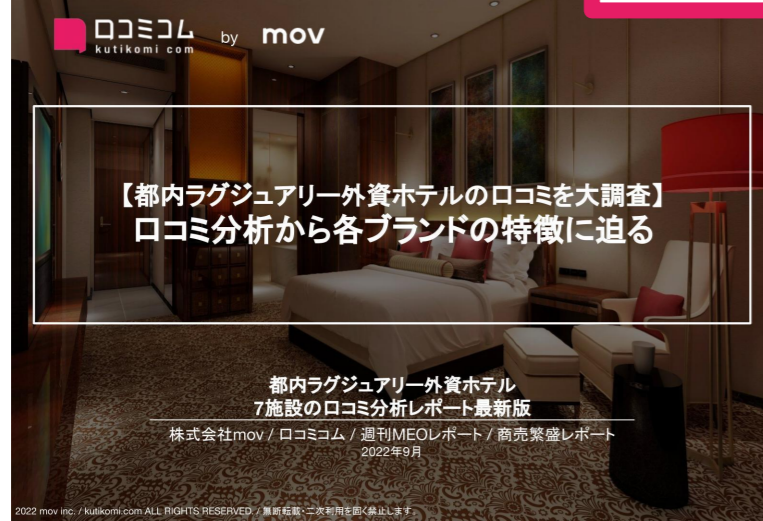 口コミコム
kutikomi com
by mov
【都内ラグジュアリー外資ホテルの口コミを大調査】
口コミ分析から各ブランドの特徴に迫る
都内ラグジュアリー外資ホテル
7施設の口コミ分析レポート最新版
株式会社mov / 口コミコム / 週刊MEOレポート / 商売繁盛レポート
2022年9月
2022 mov inc. / kutikomi.com ALL RIGHTS RESERVED. / 無断転載・二次利用を固く禁止します